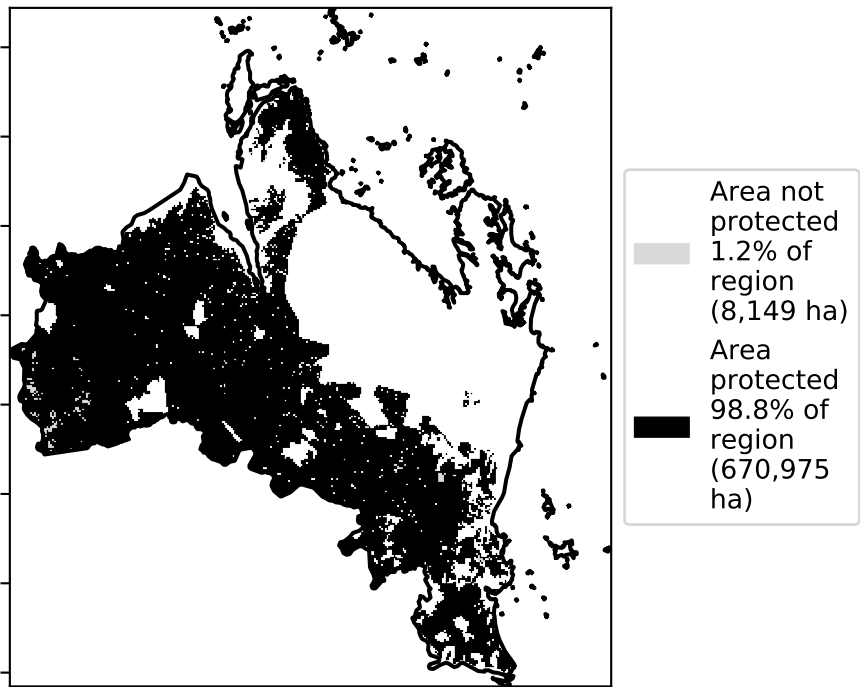 Area not
protected
1.2% of
region
(8,149 ha)
Area
protected
98.8% of
region
(670,975
ha)